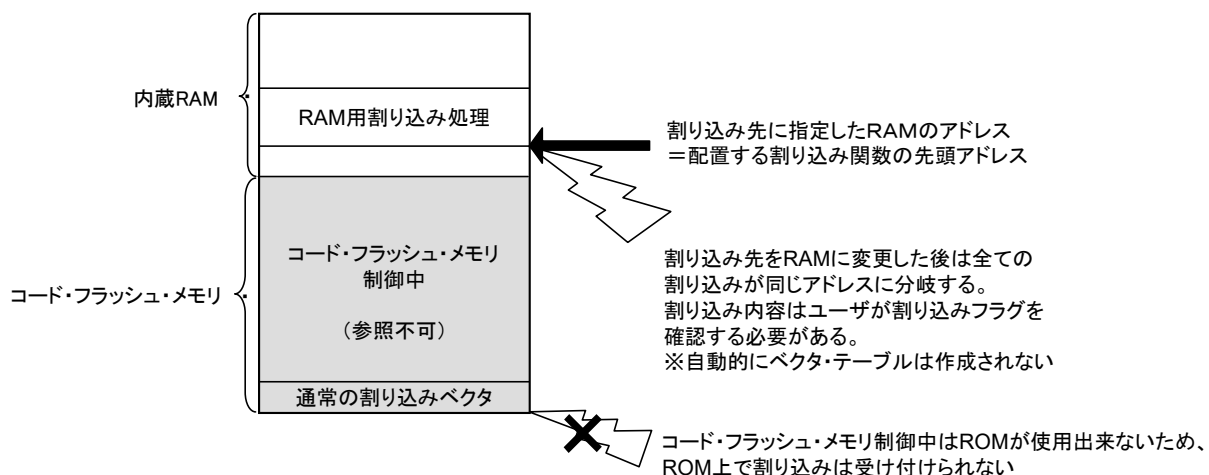 内蔵RAM
RAM用割り込み処理
割り込み先に指定したRAMのアドレス
＝配置する割り込み関数の先頭アドレス
コード・フラッシュ・メモリ
制御中
（参照不可）
コード・フラッシュ・メモリ
割り込み先をRAMに変更した後は全ての
割り込みが同じアドレスに分岐する。
割り込み内容はユーザが割り込みフラグを
確認する必要がある。
※自動的にベクタ・テーブルは作成されない
通常の割り込みベクタ
コード・フラッシュ・メモリ制御中はROMが使用出来ないため、
ROM上で割り込みは受け付けられない